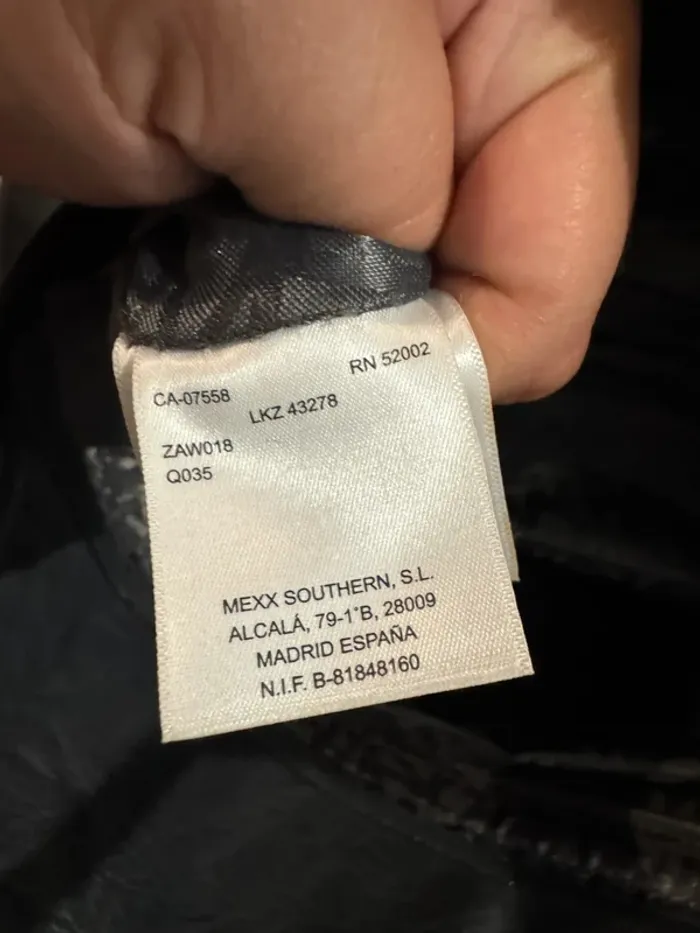 RN 52002
CA-07558
LKZ 43278
ZAW018
Q035
MEXX SOUTHERN, S.L.
ALCALÁ, 79-1°B, 28009
MADRID ESPAÑA
N.I.F. B-81848160